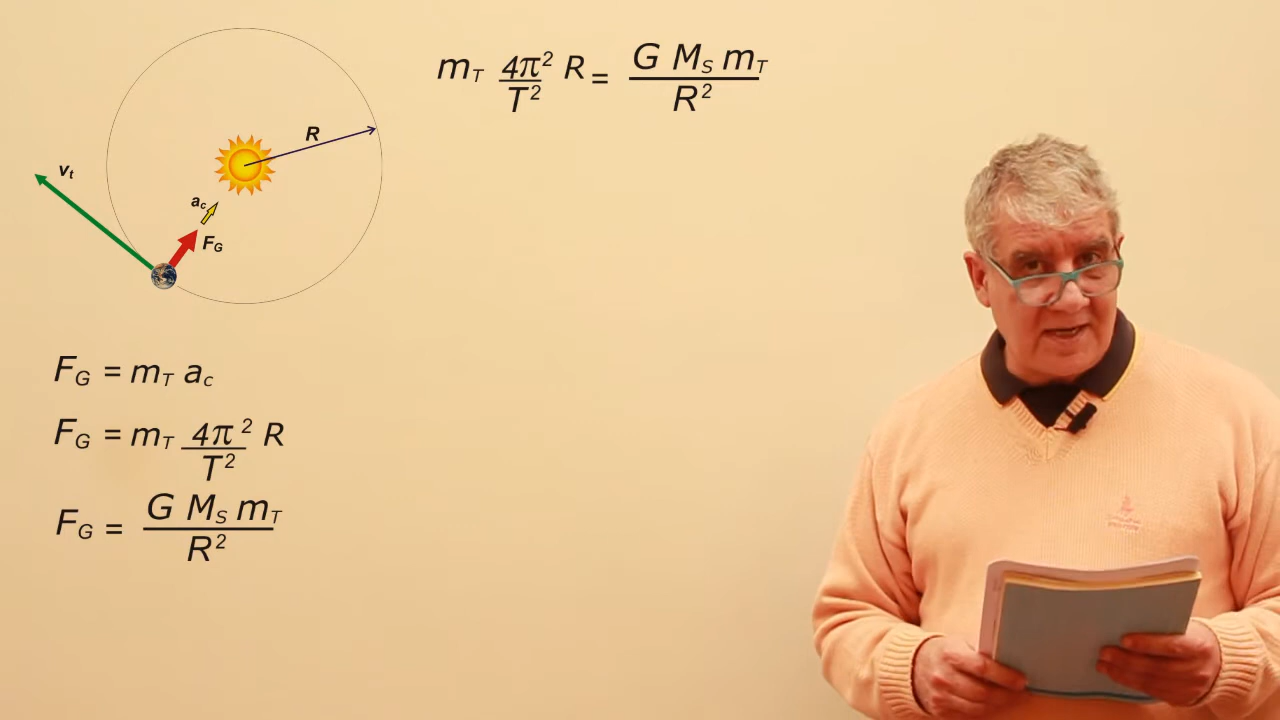 m_T 4π²/T² R = G M_S m_T / R²
R
v_t
a_c
F_G
F_G = m_T a_c
F_G = m_T 4π²/T² R
F_G = G M_S m_T / R²